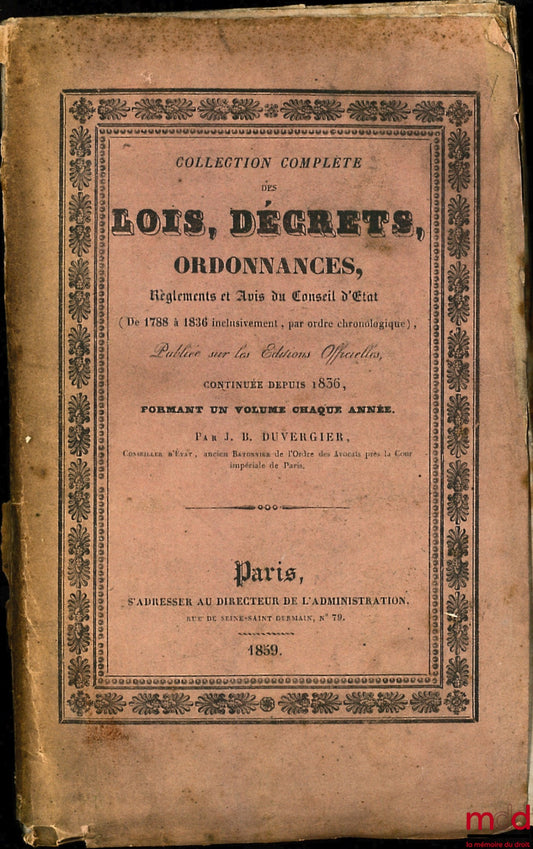 COLLECTION COMPLÈTE
DES
LOIS, DÉCRETS,
ORDONNANCES,
Règlements et Avis du Conseil d'Etat
(De 1788 à 1836 inclusivement, par ordre chronologique),
Publiée sur les Editions Officielles,
CONTINUÉE DEPUIS 1836,
FORMANT UN VOLUME CHAQUE ANNÉE.
PAR J. B. DUVERGIER,
CONSEILLER D'ÉTAT, ancien BATONNIER de l'Ordre des Avocats près la Cour
impériale de Paris.
Paris,
S'ADRESSER AU DIRECTEUR DE L'ADMINISTRATION,
RUE DE SEINE-SAINT GERMAIN, N° 79.
1859.
mdd
la mémoire du droit